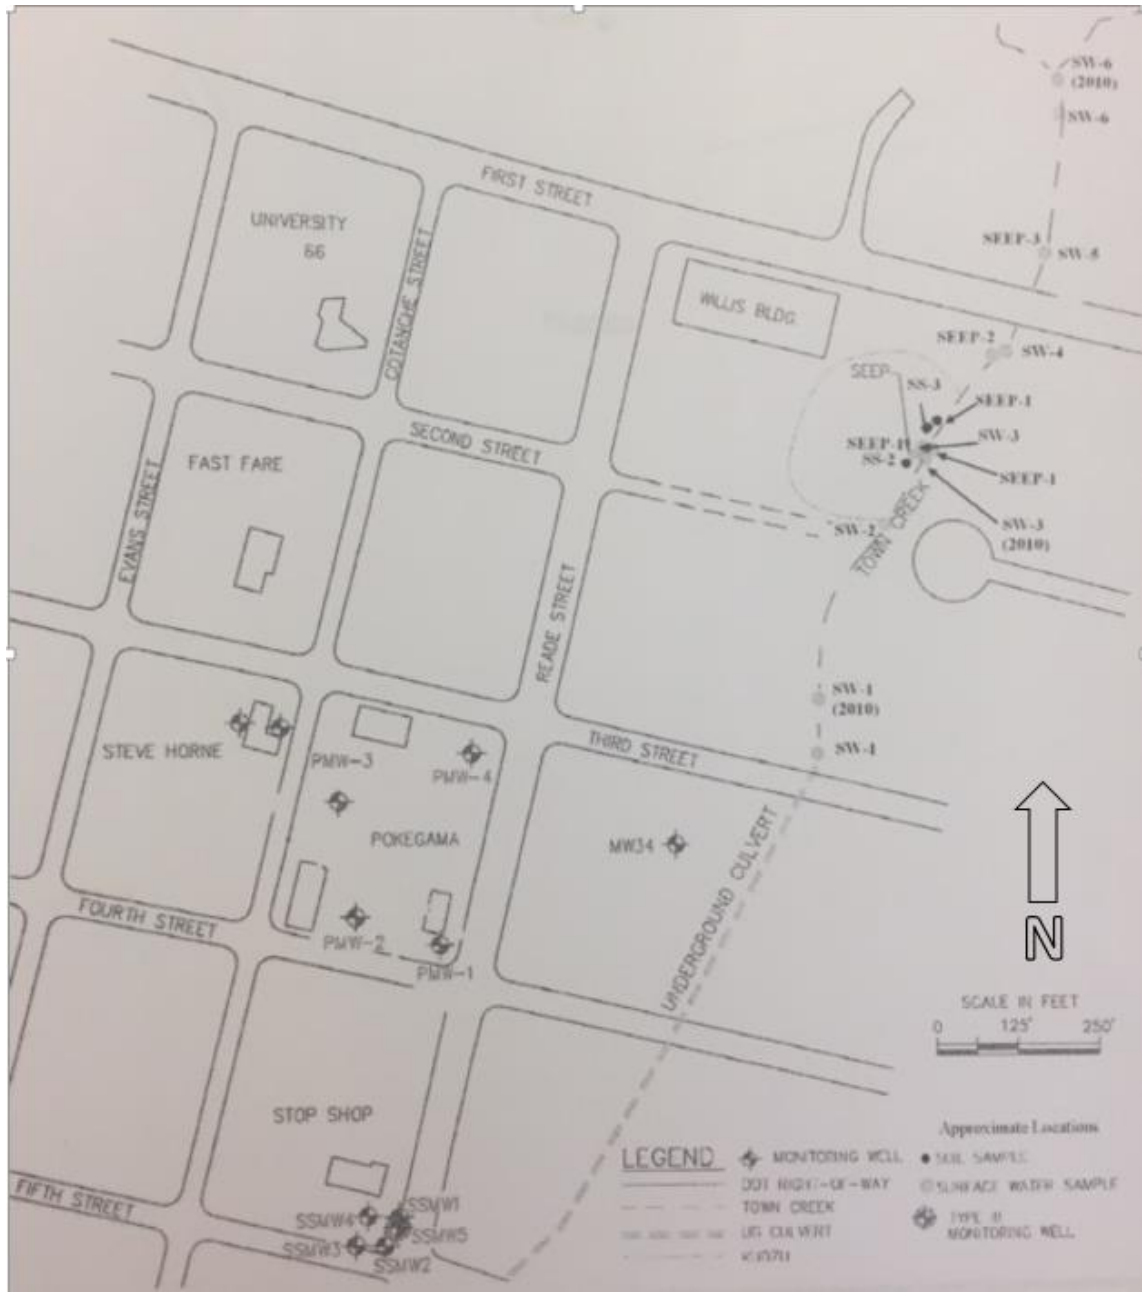 SW-6
(2010)
SW-6
FIRST STREET
UNIVERSITY
66
SEEP-3
SW-5
COTANCHE STREET
WILLIS BLDG.
SEEP-2
SW-4
SEEP
SS-3
SEEP-1
SECOND STREET
SEEP-1
SW-3
FAST FARE
SS-2
SEEP-1
EVANS STREET
SW-2
TOWN CREEK
SW-3
(2010)
READE STREET
SW-1
(2010)
STEVE HORNE
PMW-3
PMW-4
THIRD STREET
SW-1
POKEGAMA
MW34
UNDERGROUND CULVERT
FOURTH STREET
PMW-2
PMW-1
N
SCALE IN FEET
0 125' 250'
STOP SHOP
Approximate Locations
LEGEND
MONITORING WELL
SOIL SAMPLE
DOT RIGHT-OF-WAY
SURFACE WATER SAMPLE
TOWN CREEK
TYPE III
MONITORING WELL
UG CULVERT
KUDZU
FIFTH STREET
SSMW4
SSMW1
SSMW5
SSMW3
SSMW2